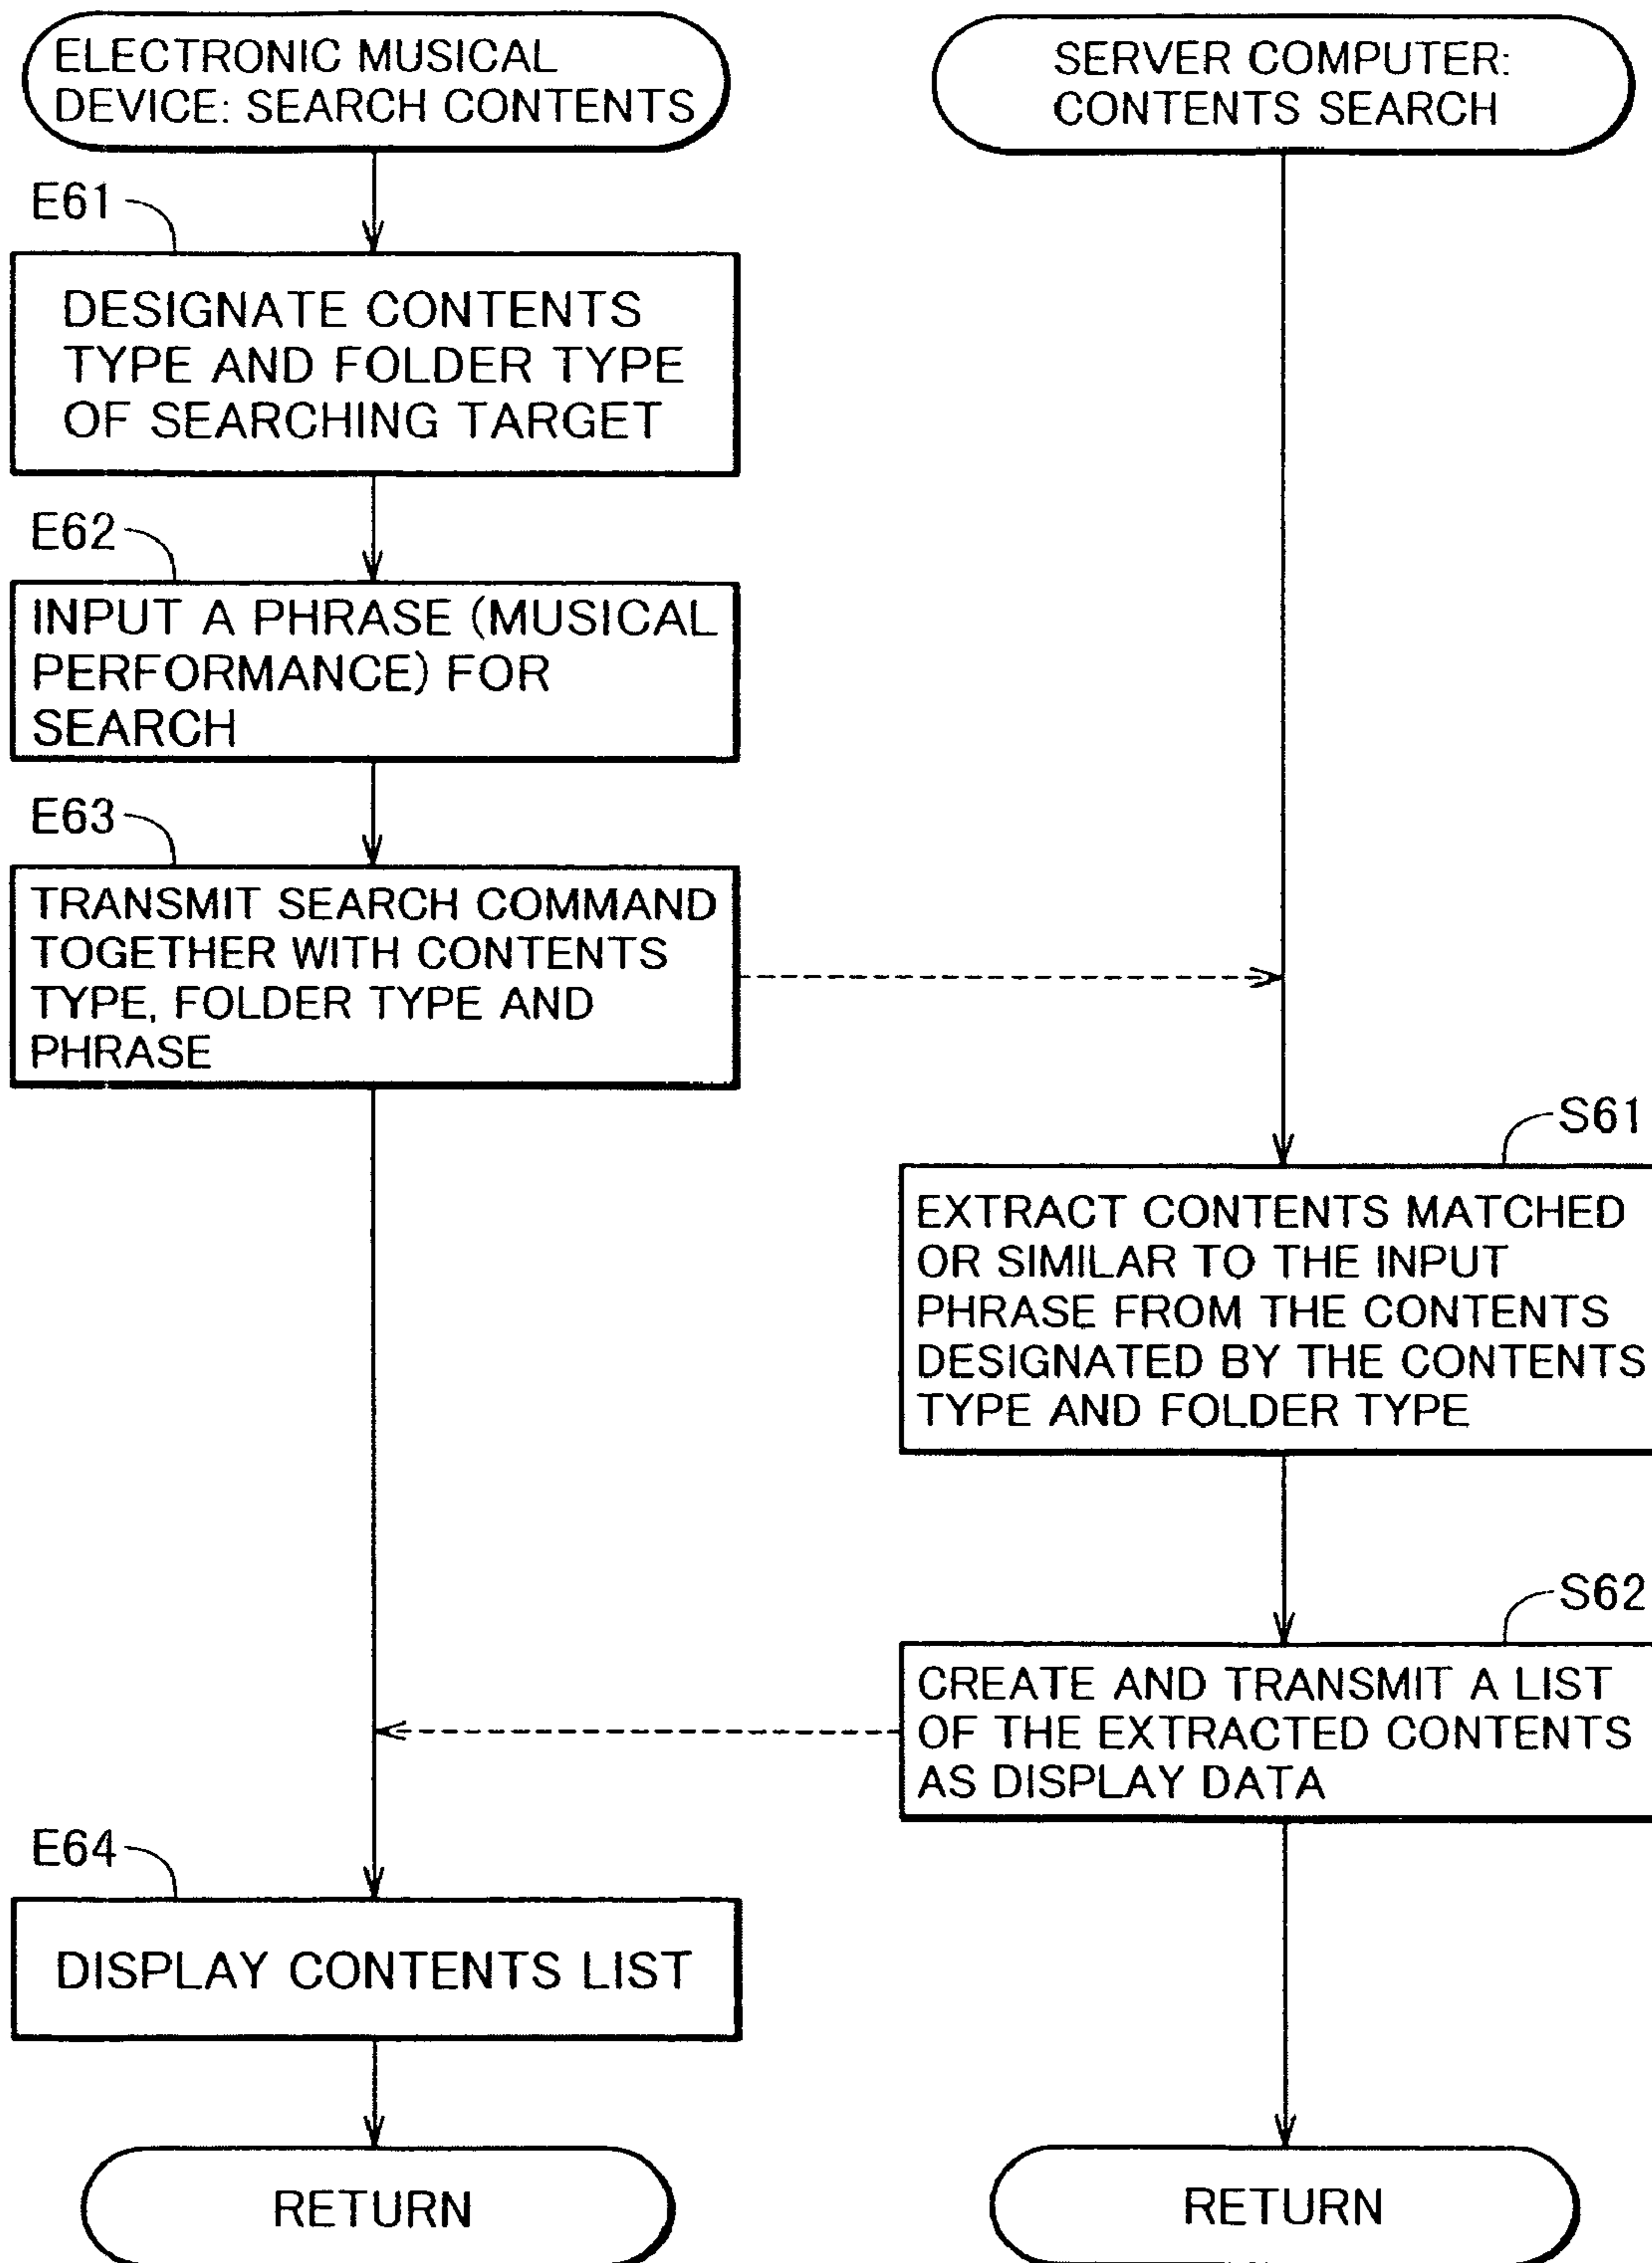 ELECTRONIC MUSICAL
DEVICE: SEARCH CONTENTS
SERVER COMPUTER:
CONTENTS SEARCH
E61
DESIGNATE CONTENTS
TYPE AND FOLDER TYPE
OF SEARCHING TARGET
E62
INPUT A PHRASE (MUSICAL
PERFORMANCE) FOR
SEARCH
E63
TRANSMIT SEARCH COMMAND
TOGETHER WITH CONTENTS
TYPE, FOLDER TYPE AND
PHRASE
S61
EXTRACT CONTENTS MATCHED
OR SIMILAR TO THE INPUT
PHRASE FROM THE CONTENTS
DESIGNATED BY THE CONTENTS
TYPE AND FOLDER TYPE
S62
CREATE AND TRANSMIT A LIST
OF THE EXTRACTED CONTENTS
AS DISPLAY DATA
E64
DISPLAY CONTENTS LIST
RETURN
RETURN